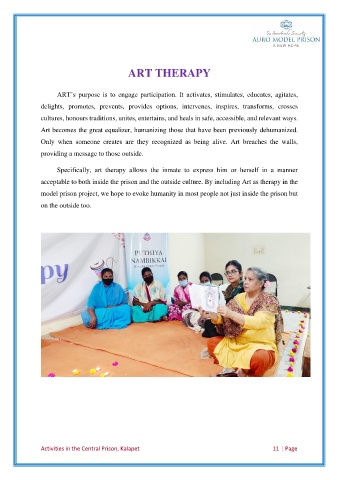 Sri Aurobindo Society
AURO MODEL PRISON
A NEW HOPE
ART THERAPY
ART's purpose is to engage participation. It activates, stimulates, educates, agitates,
delights, promotes, prevents, provides options, intervenes, inspires, transforms, crosses
cultures, honours traditions, unites, entertains, and heals in safe, accessible, and relevant ways.
Art becomes the great equalizer, humanizing those that have been previously dehumanized.
Only when someone creates are they recognized as being alive. Art breaches the walls,
providing a message to those outside.
Specifically, art therapy allows the inmate to express him or herself in a manner
acceptable to both inside the prison and the outside culture. By including Art as therapy in the
model prison project, we hope to evoke humanity in most people not just inside the prison but
on the outside too.
py
PUTHIYA
NAMBIKKAI
Activities in the Central Prison, Kalapet
11 | Page